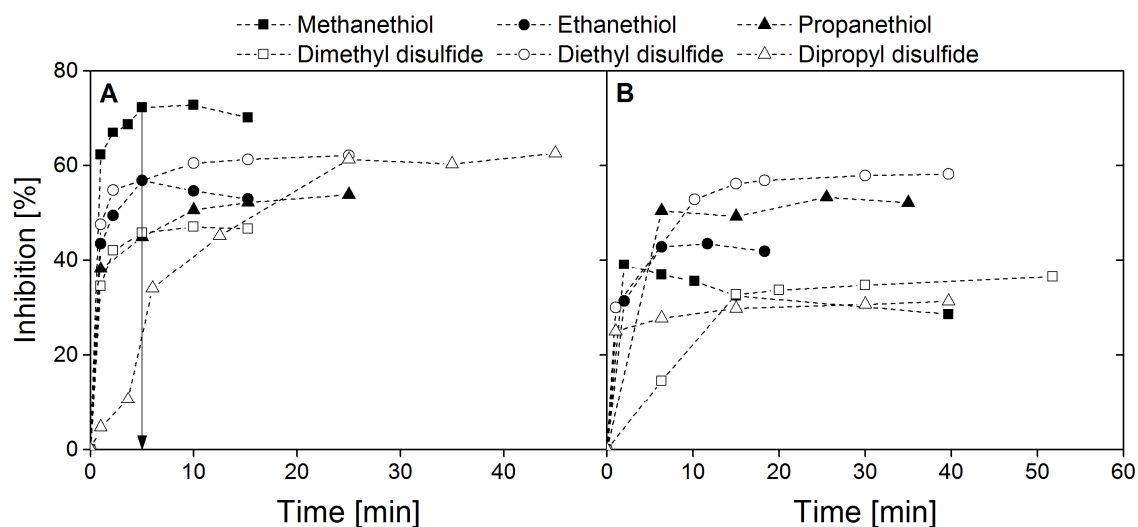 Methanethiol Ethanethiol Propanethiol
Dimethyl disulfide Diethyl disulfide Dipropyl disulfide
80
60
40
20
0
Inhibition [%]
A
B
0 10 20 30 40 0 10 20 30 40 50 60
Time [min] Time [min]